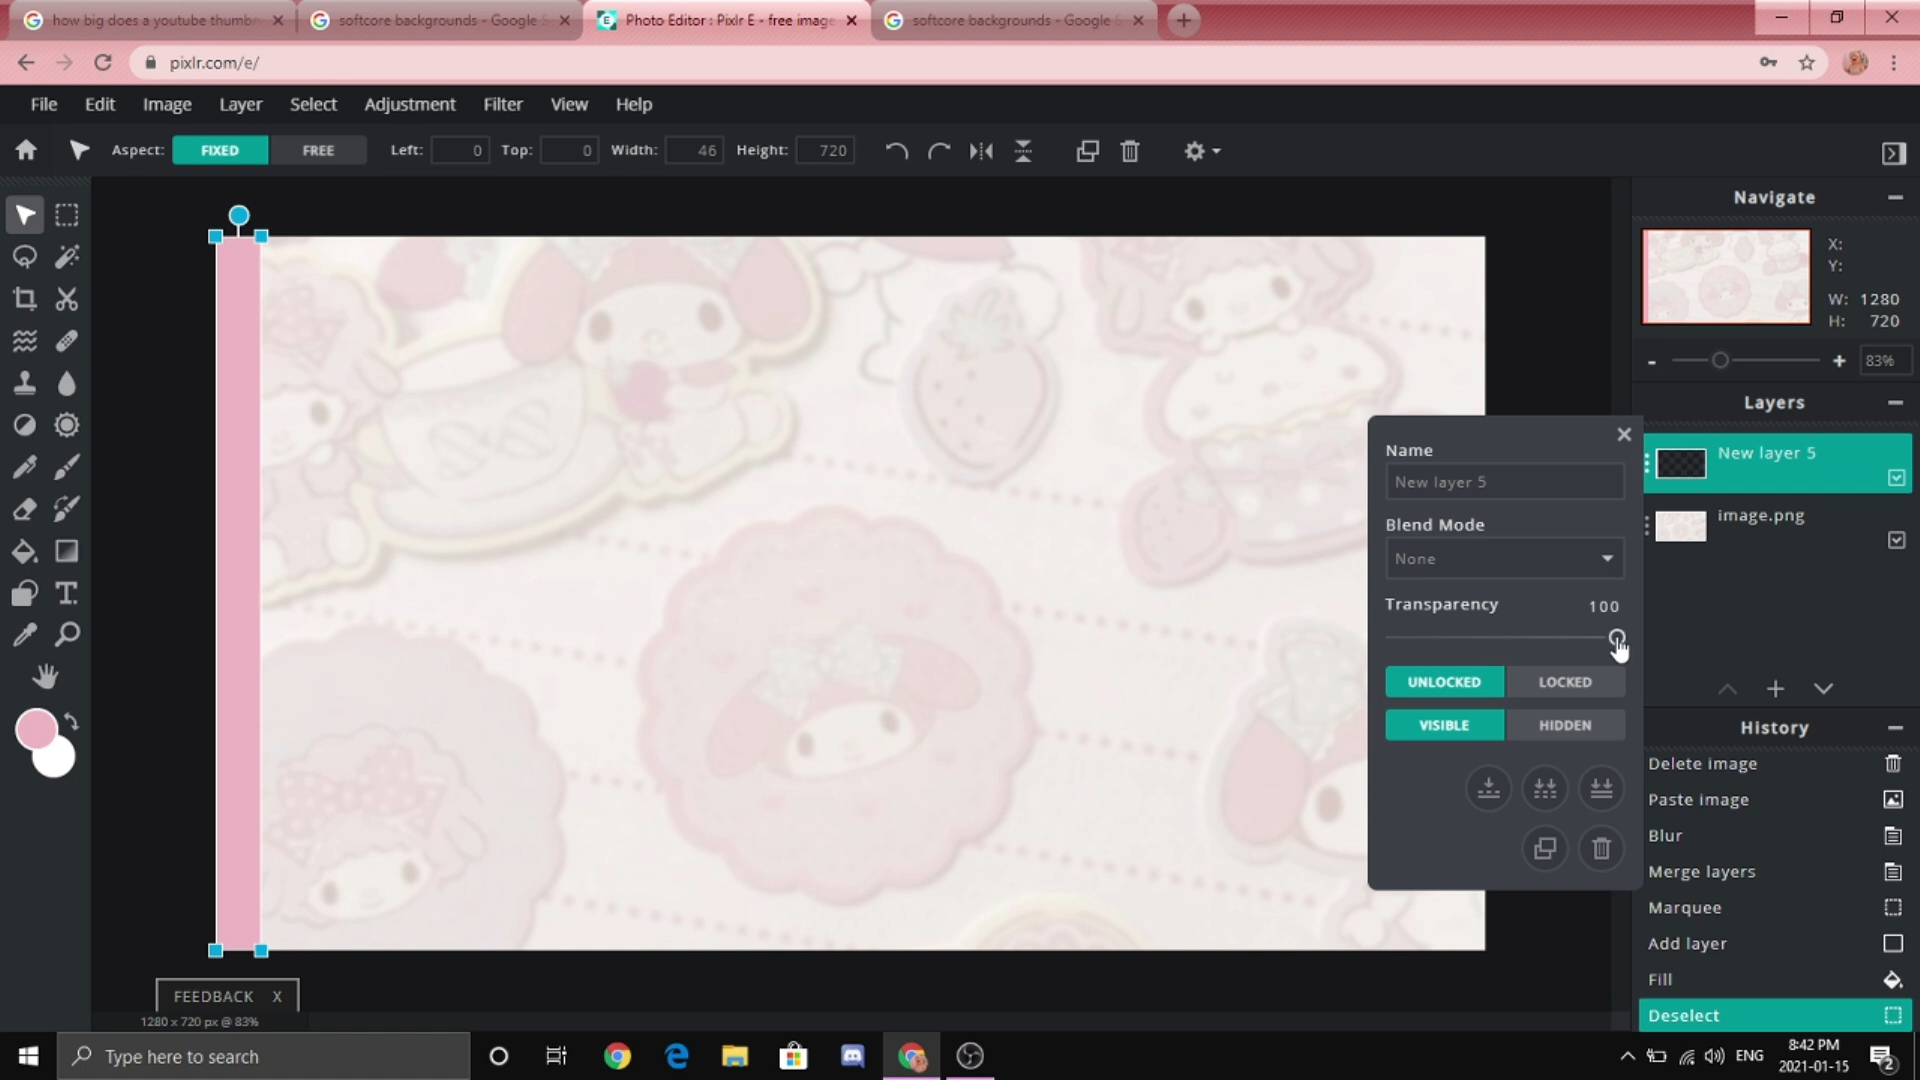 how big does a youtube thumbn
softcore backgrounds - Google S
Photo Editor : Pixlr E - free image
softcore backgrounds - Google S
pixlr.com/e/
File Edit Image Layer Select Adjustment Filter View Help
Aspect: FIXED FREE Left: 0 Top: 0 Width: 46 Height: 720
Navigate
X:
Y:
W: 1280
H: 720
83%
Layers
New layer 5
image.png
Name
New layer 5
Blend Mode
None
Transparency 100
UNLOCKED LOCKED
VISIBLE HIDDEN
History
Delete image
Paste image
Blur
Merge layers
Marquee
Add layer
Fill
Deselect
FEEDBACK X
1280 x 720 px @ 83%
Type here to search
ENG
8:42 PM
2021-01-15
2